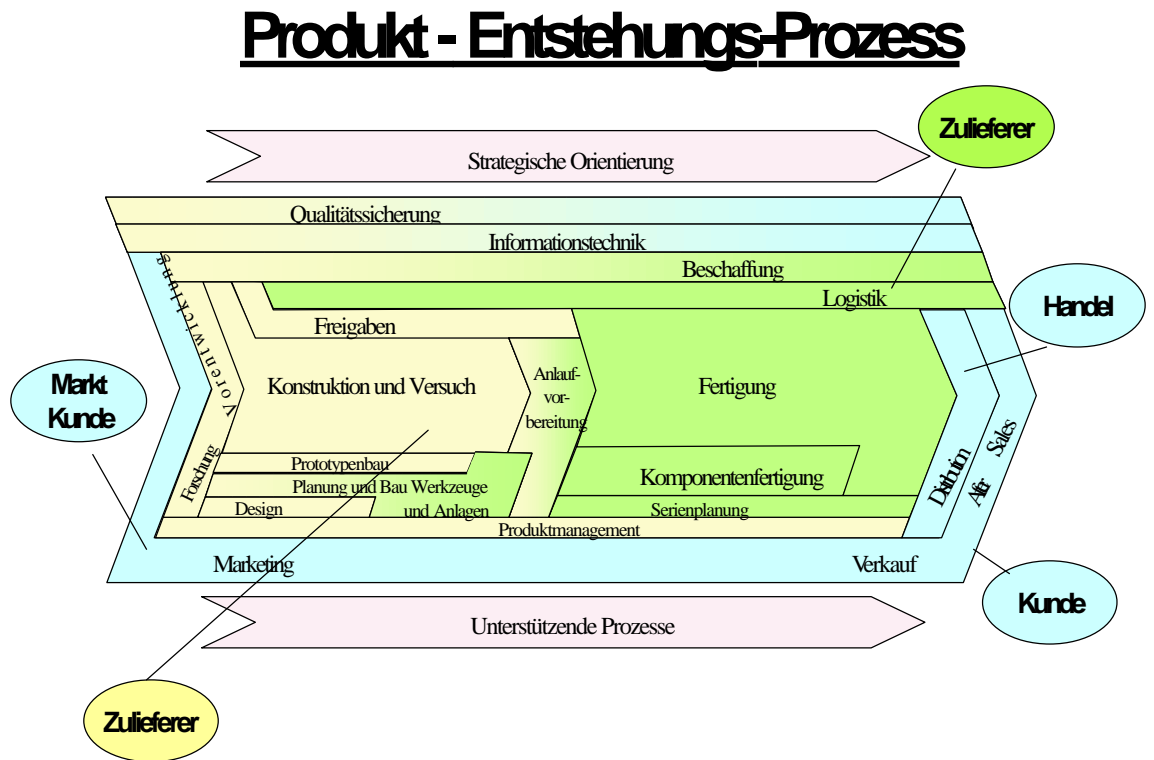 Produkt - Entstehungs-Prozess
Zulieferer
Strategische Orientierung
Qualitätssicherung
Informationstechnik
Beschaffung
Logistik
Handel
Vorentwicklung
Freigaben
Markt
Kunde
Konstruktion und Versuch
Anlauf-
vor-
bereitung
Fertigung
Forschung
Prototypenbau
Planung und Bau Werkzeuge
und Anlagen
Design
Komponentenfertigung
Serienplanung
Distribution
After Sales
Produktmanagement
Marketing
Verkauf
Kunde
Unterstützende Prozesse
Zulieferer